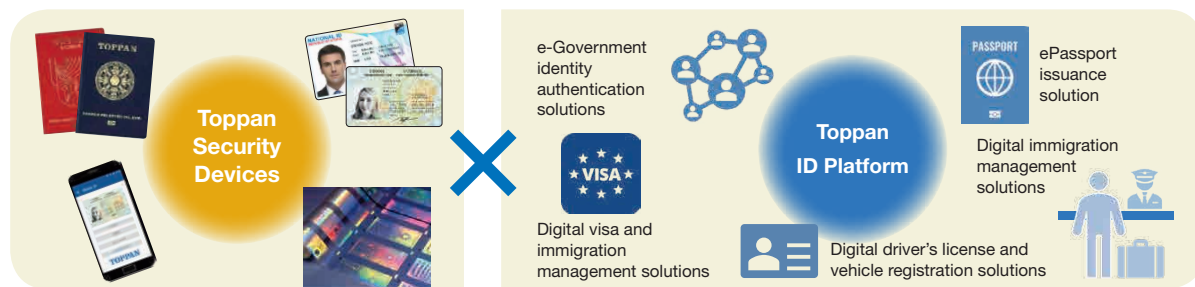 TOPPAN
NATIONAL ID
Toppan
Security
Devices
TOPPAN
e-Government
identity
authentication
solutions
VISA
Digital visa and
immigration
management solutions
Toppan
ID Platform
PASSPORT
ePassport
issuance
solution
Digital immigration
management
solutions
Digital driver’s license and
vehicle registration solutions